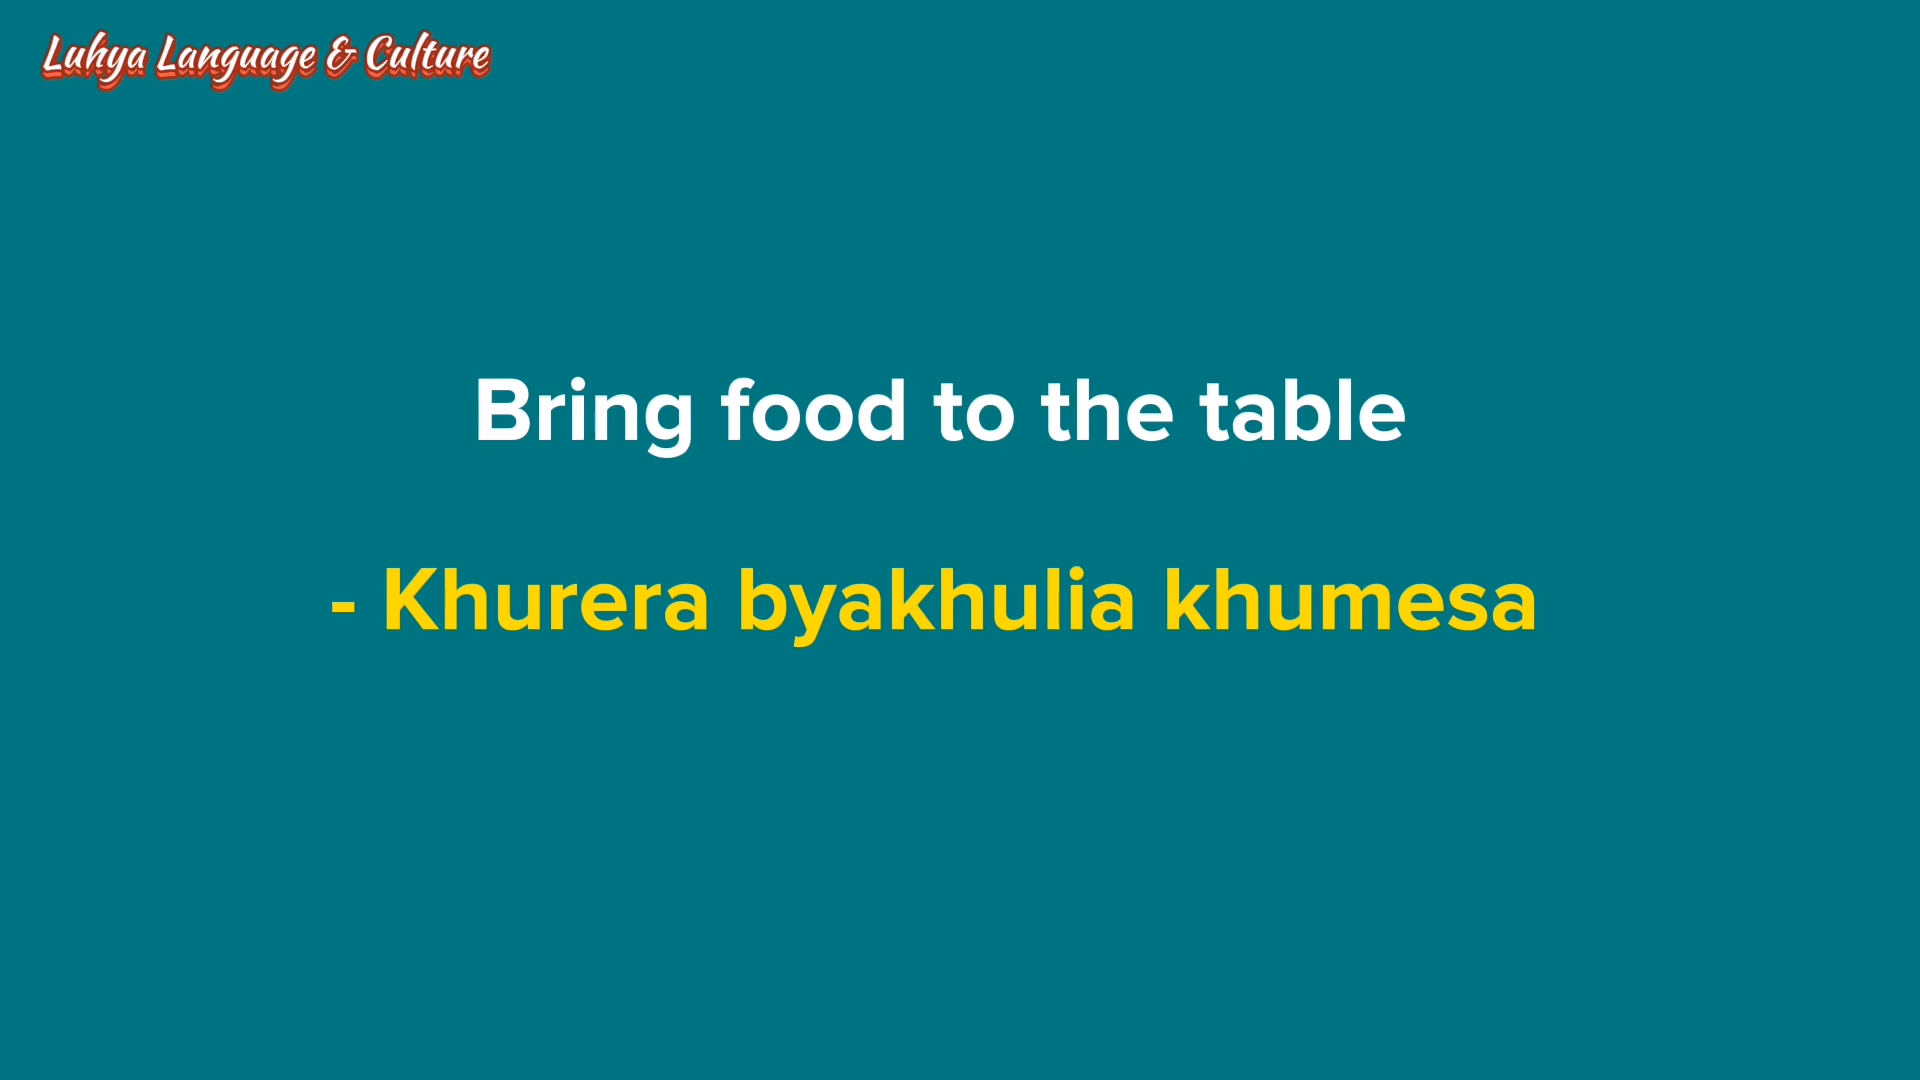 Luhya Language & Culture
Bring food to the table
- Khurera byakhulia khumesa